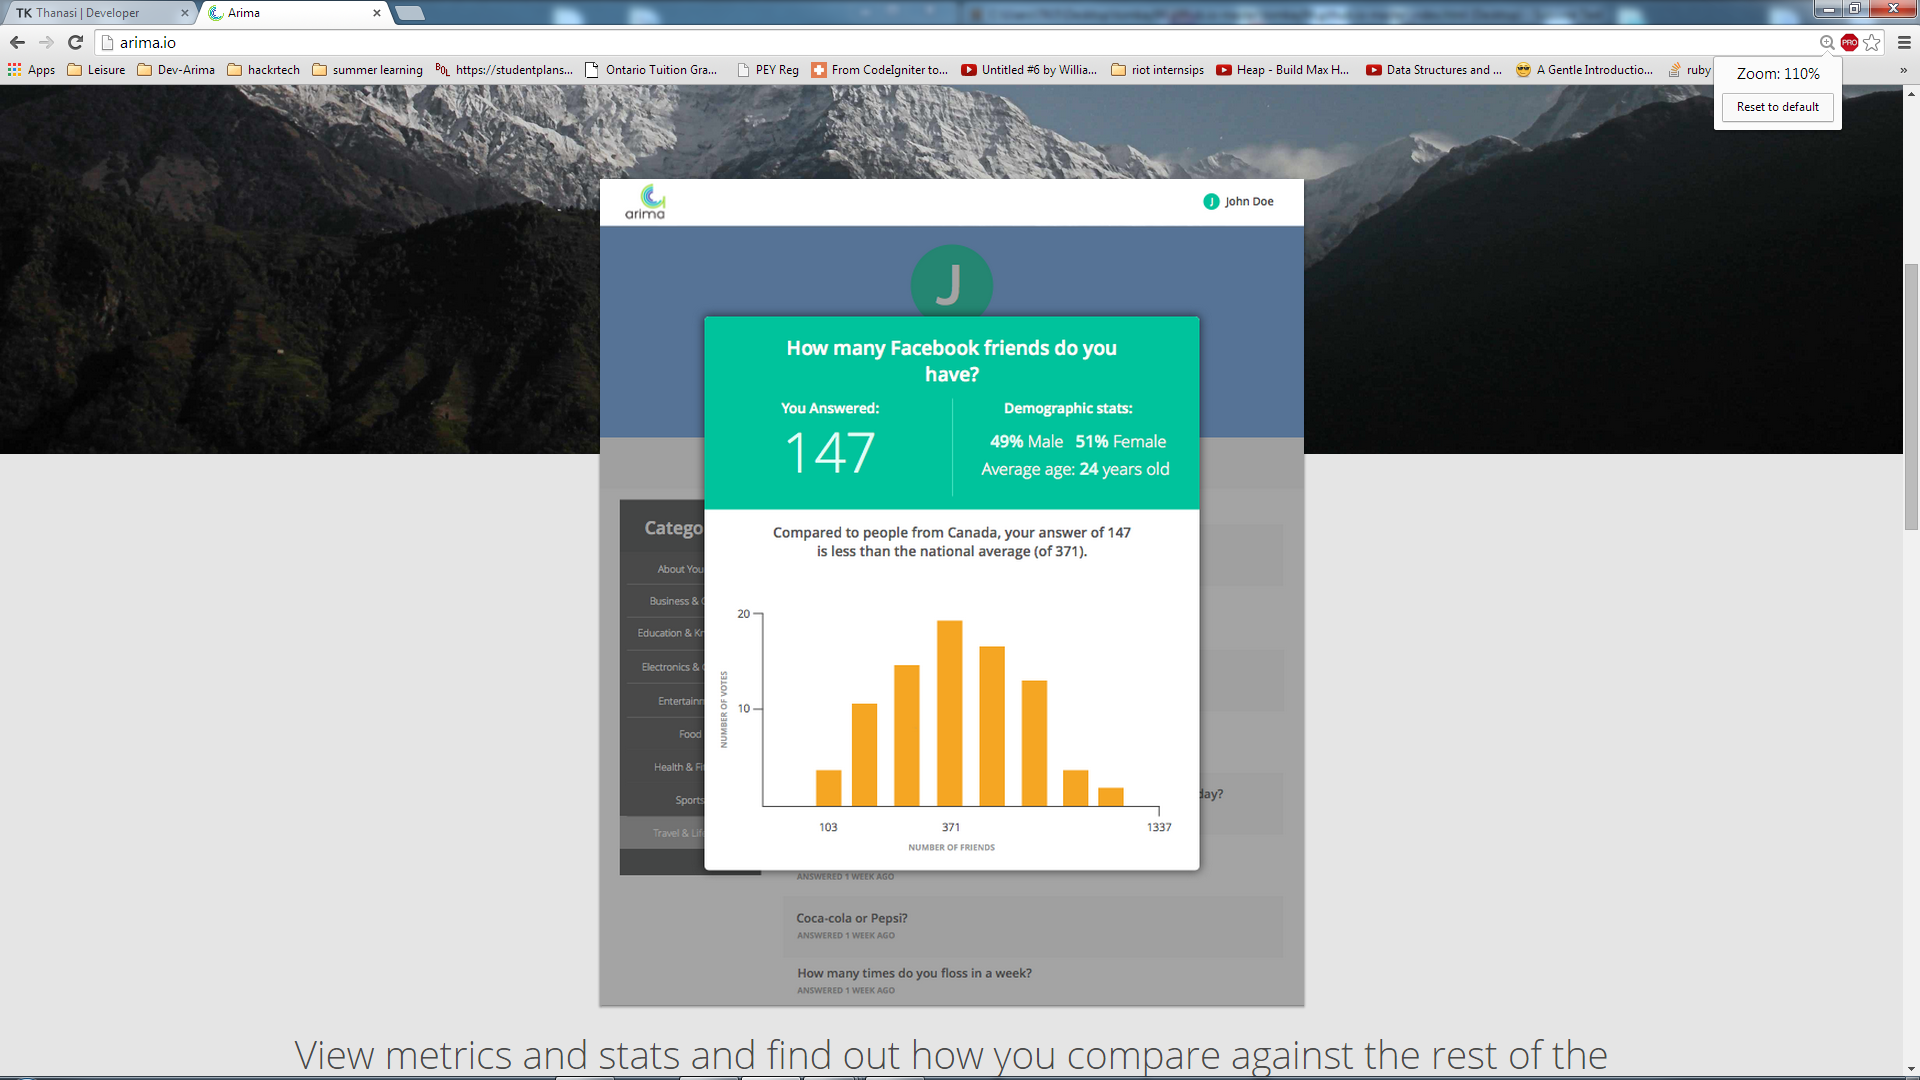 TK Thanasi | Developer
Arima
arima.io
Apps
Leisure
Dev-Arima
hackrtech
summer learning
https://studentplans...
Ontario Tuition Gra...
PEY Reg
From CodeIgniter to...
Untitled #6 by Willia...
riot internsips
Heap - Build Max H...
Data Structures and ...
A Gentle Introductio...
ruby
»
PRO
Zoom: 110%
Reset to default
arima
J John Doe
J
How many Facebook friends do you
have?
You Answered:
147
Demographic stats:
49% Male 51% Female
Average age: 24 years old
Compared to people from Canada, your answer of 147
is less than the national average (of 371).
20
10
NUMBER OF VOTES
103 371 1337
NUMBER OF FRIENDS
Catego
About You
Business &
Education & Kn
Electronics &
Entertainm
Food
Health & Fi
Sports
Travel & Life
day?
ANSWERED 1 WEEK AGO
Coca-cola or Pepsi?
ANSWERED 1 WEEK AGO
How many times do you floss in a week?
ANSWERED 1 WEEK AGO
View metrics and stats and find out how you compare against the rest of the